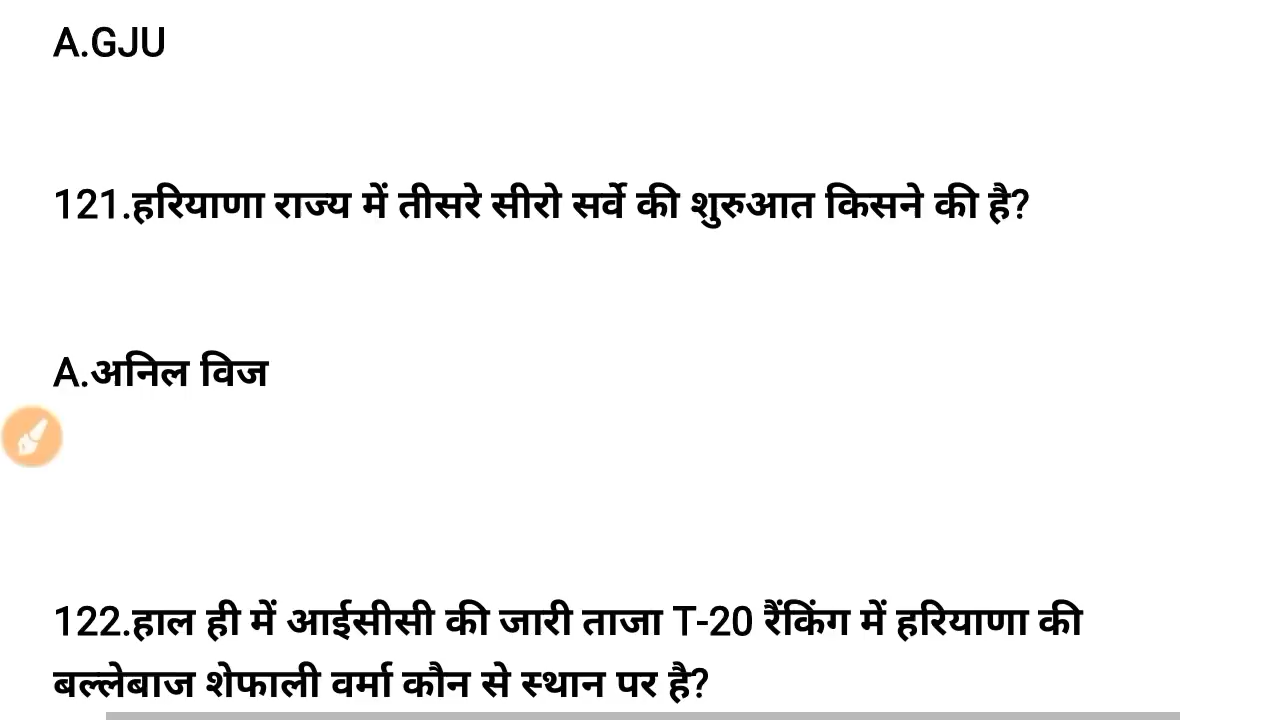 A.GJU
121.हरियाणा राज्य में तीसरे सीरो सर्वे की शुरुआत किसने की है?
A.अनिल विज
122.हाल ही में आईसीसी की जारी ताजा T-20 रैंकिंग में हरियाणा की
बल्लेबाज शेफाली वर्मा कौन से स्थान पर है?